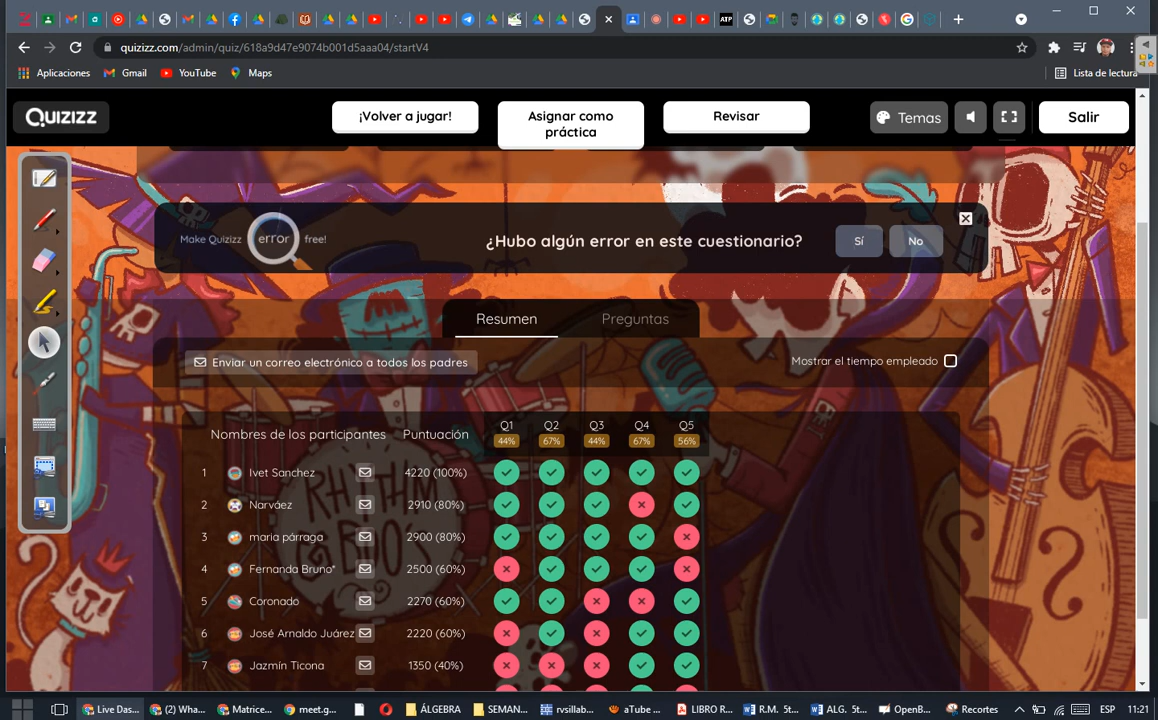 ATP
quizizz.com/admin/quiz/618a9d47e9074b001d5aaa04/startV4
Aplicaciones Gmail YouTube Maps Lista de lectura
QUIZIZZ ¡Volver a jugar! Asignar como práctica Revisar Temas Salir
Make Quizizz error free! ¿Hubo algún error en este cuestionario? Sí No
Resumen Preguntas
Enviar un correo electrónico a todos los padres Mostrar el tiempo empleado
Nombres de los participantes Puntuación Q1 Q2 Q3 Q4 Q5
44% 67% 44% 67% 56%
1 Ivet Sanchez 4220 (100%)
2 Narváez 2910 (80%)
3 maria párraga 2900 (80%)
4 Fernanda Bruno* 2500 (60%)
5 Coronado 2270 (60%)
6 José Arnaldo Juárez 2220 (60%)
7 Jazmín Ticona 1350 (40%)
Live Das... (2) Wha... Matrice... meet.g... ÁLGEBRA SEMAN... rvsillab... aTube ... LIBRO R... R.M. 5t... ALG. 5t... OpenB... Recortes ESP 11:21